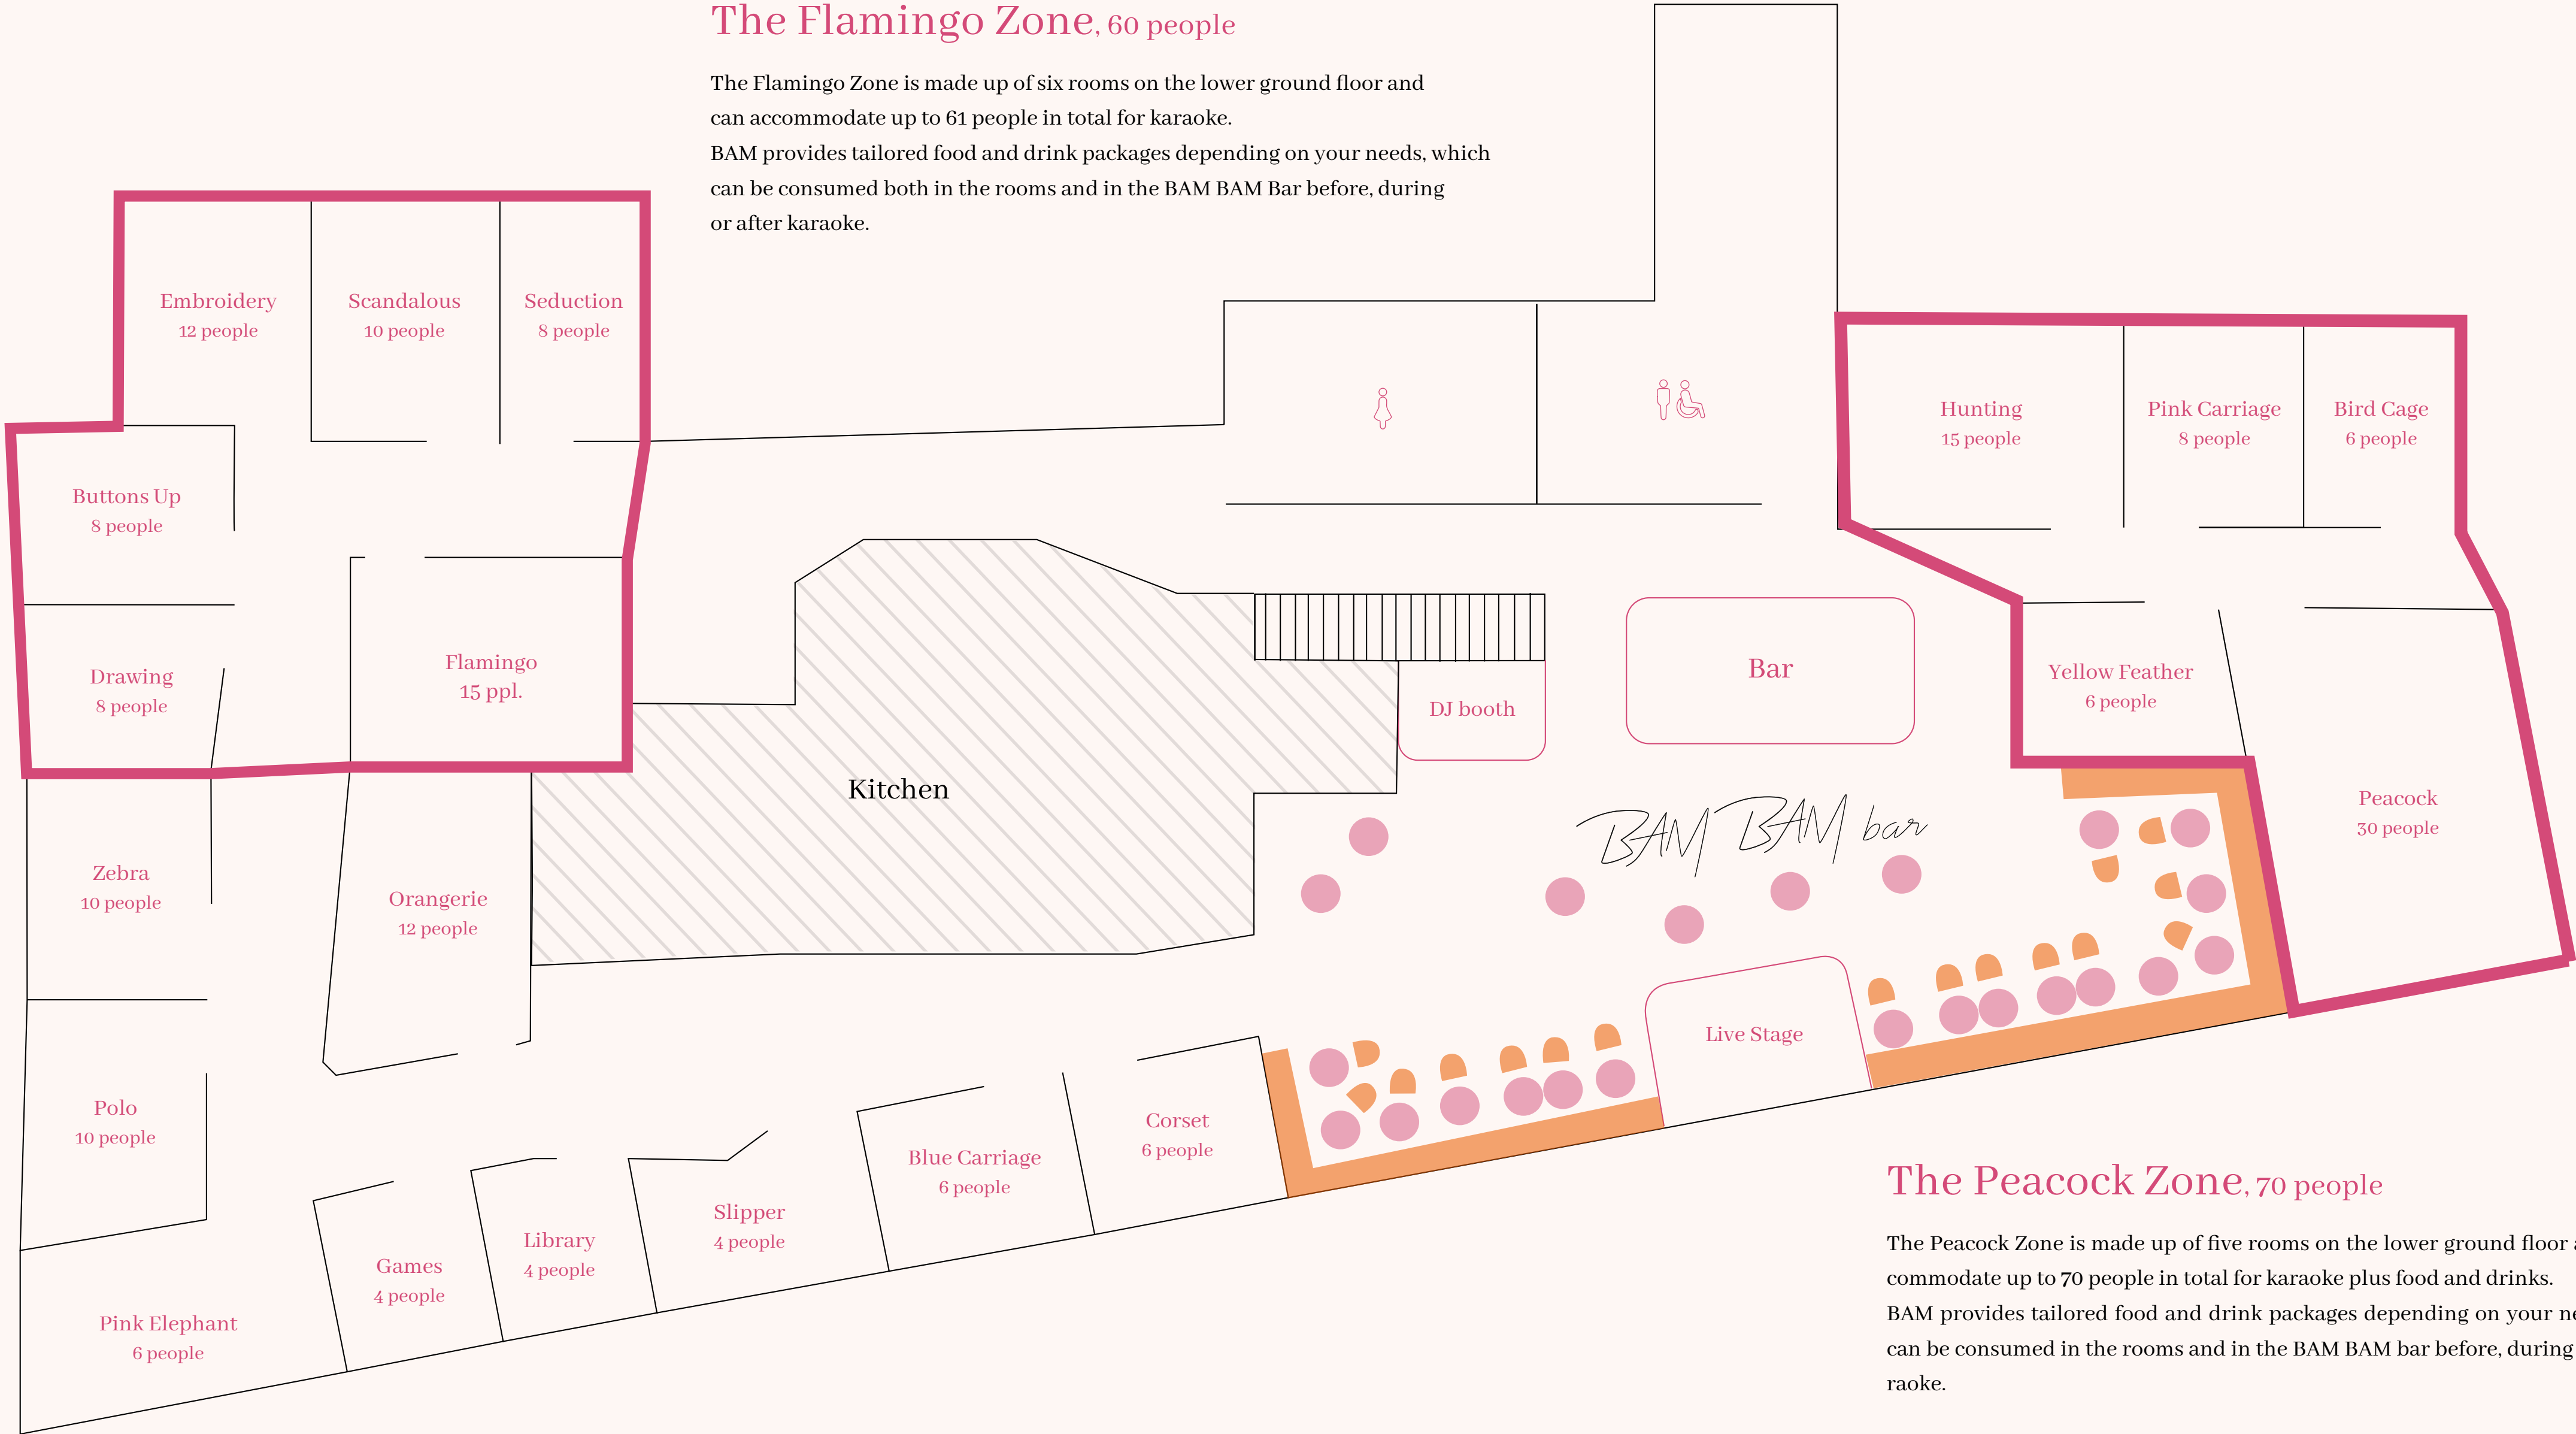 The Flamingo Zone, 60 people
The Flamingo Zone is made up of six rooms on the lower ground floor and
can accommodate up to 61 people in total for karaoke.
BAM provides tailored food and drink packages depending on your needs, which
can be consumed both in the rooms and in the BAM BAM Bar before, during
or after karaoke.
Embroidery
12 people
Scandalous
10 people
Seduction
8 people
Buttons Up
8 people
Drawing
8 people
Flamingo
15 ppl.
Hunting
15 people
Pink Carriage
8 people
Bird Cage
6 people
Yellow Feather
6 people
Peacock
30 people
Bar
DJ booth
Kitchen
BAM BAM bar
Live Stage
Zebra
10 people
Orangerie
12 people
Polo
10 people
Pink Elephant
6 people
Games
4 people
Library
4 people
Slipper
4 people
Blue Carriage
6 people
Corset
6 people
The Peacock Zone, 70 people
The Peacock Zone is made up of five rooms on the lower ground floor
commodate up to 70 people in total for karaoke plus food and drinks.
BAM provides tailored food and drink packages depending on your
can be consumed in the rooms and in the BAM BAM bar before, during
raoke.